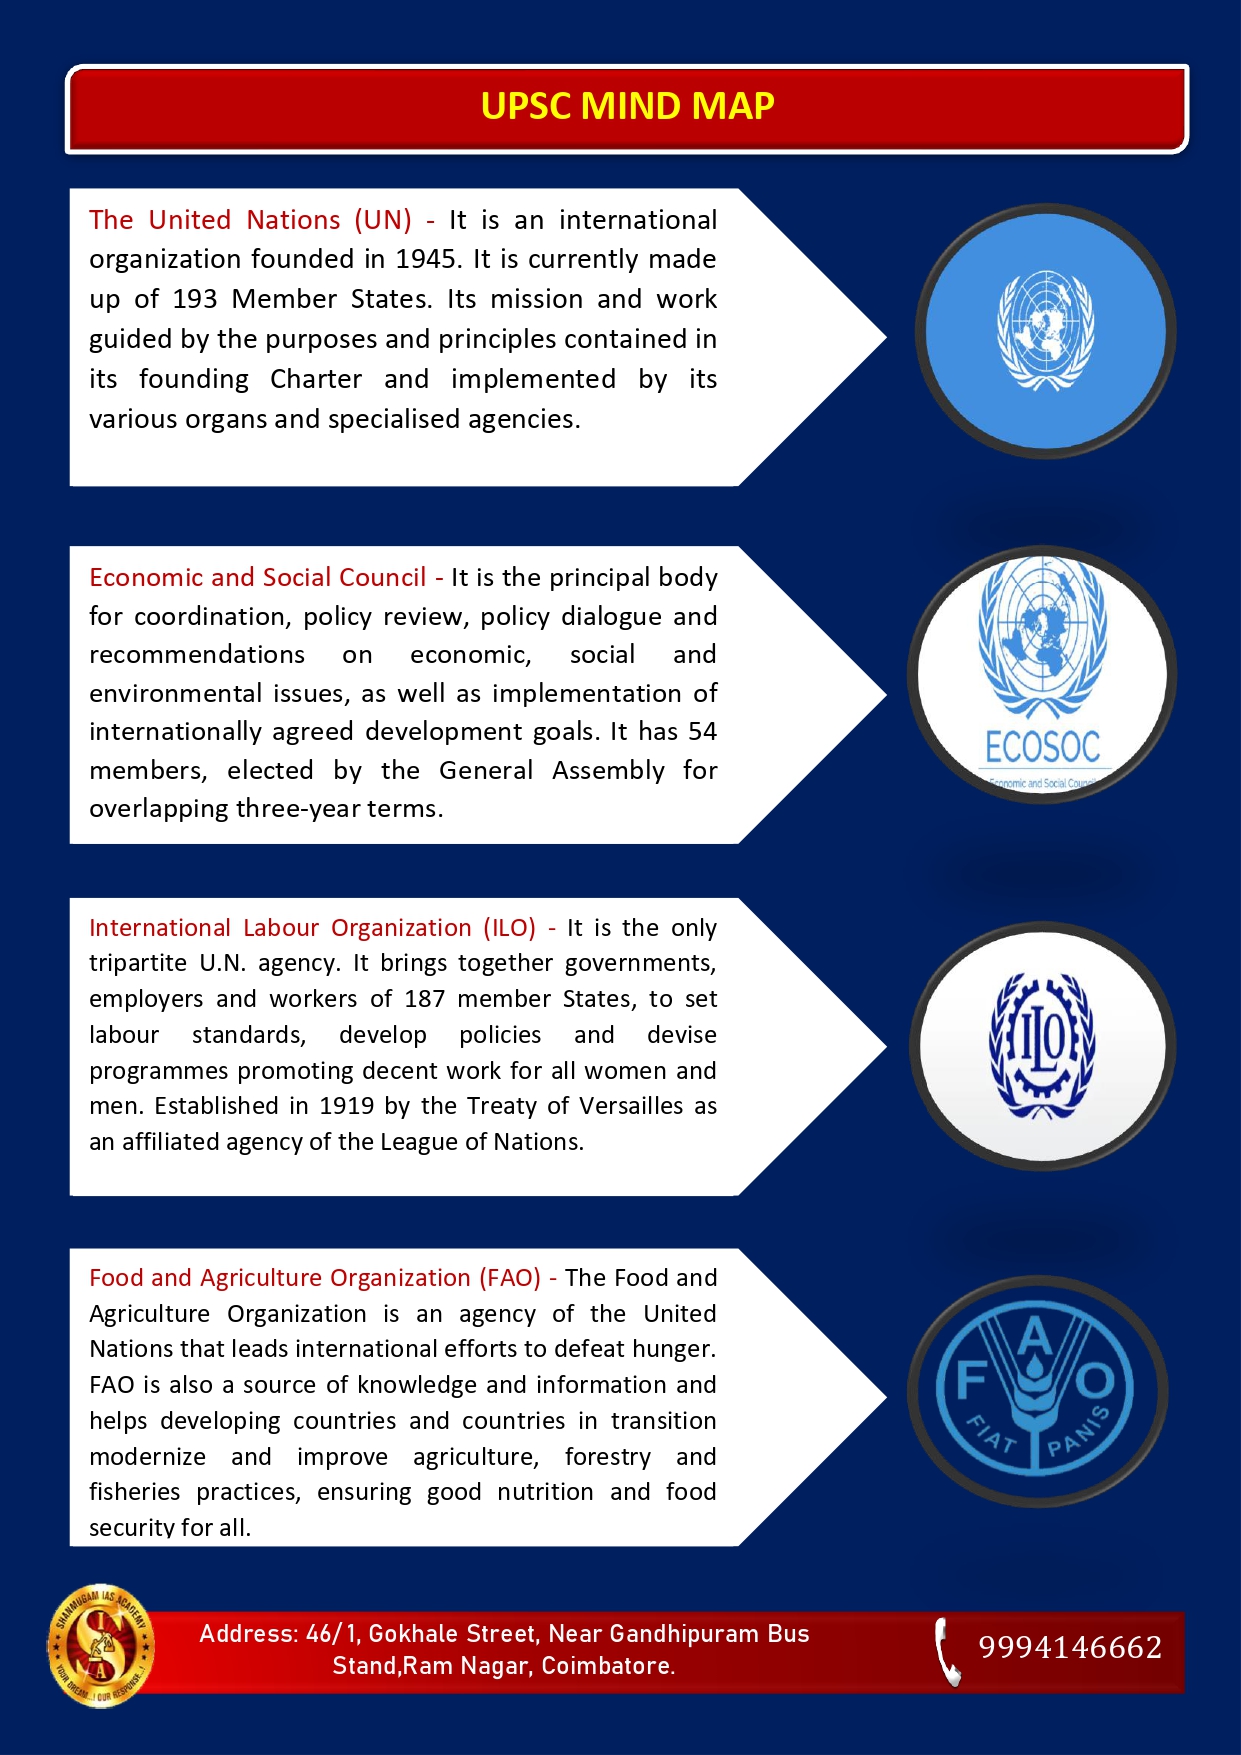 UPSC MIND MAP
The United Nations (UN) - It is an international
organization founded in 1945. It is currently made
up of 193 Member States. Its mission and work
guided by the purposes and principles contained in
its founding Charter and implemented by its
various organs and specialised agencies.
Economic and Social Council - It is the principal body
for coordination, policy review, policy dialogue and
recommendations on economic, social and
environmental issues, as well as implementation of
internationally agreed development goals. It has 54
members, elected by the General Assembly for
overlapping three-year terms.
ECOSOC
Economic and Social Council
International Labour Organization (ILO) - It is the only
tripartite U.N. agency. It brings together governments,
employers and workers of 187 member States, to set
labour standards, develop policies and devise
programmes promoting decent work for all women and
men. Established in 1919 by the Treaty of Versailles as
an affiliated agency of the League of Nations.
ILO
Food and Agriculture Organization (FAO) - The Food and
Agriculture Organization is an agency of the United
Nations that leads international efforts to defeat hunger.
FAO is also a source of knowledge and information and
helps developing countries and countries in transition
modernize and improve agriculture, forestry and
fisheries practices, ensuring good nutrition and food
security for all.
F A O
FIAT PANIS
SHANMUGAM IAS ACADEMY
S I A
YOUR DREAM...! OUR RESPONSE...!
Address: 46/1, Gokhale Street, Near Gandhipuram Bus
Stand,Ram Nagar, Coimbatore.
9994146662